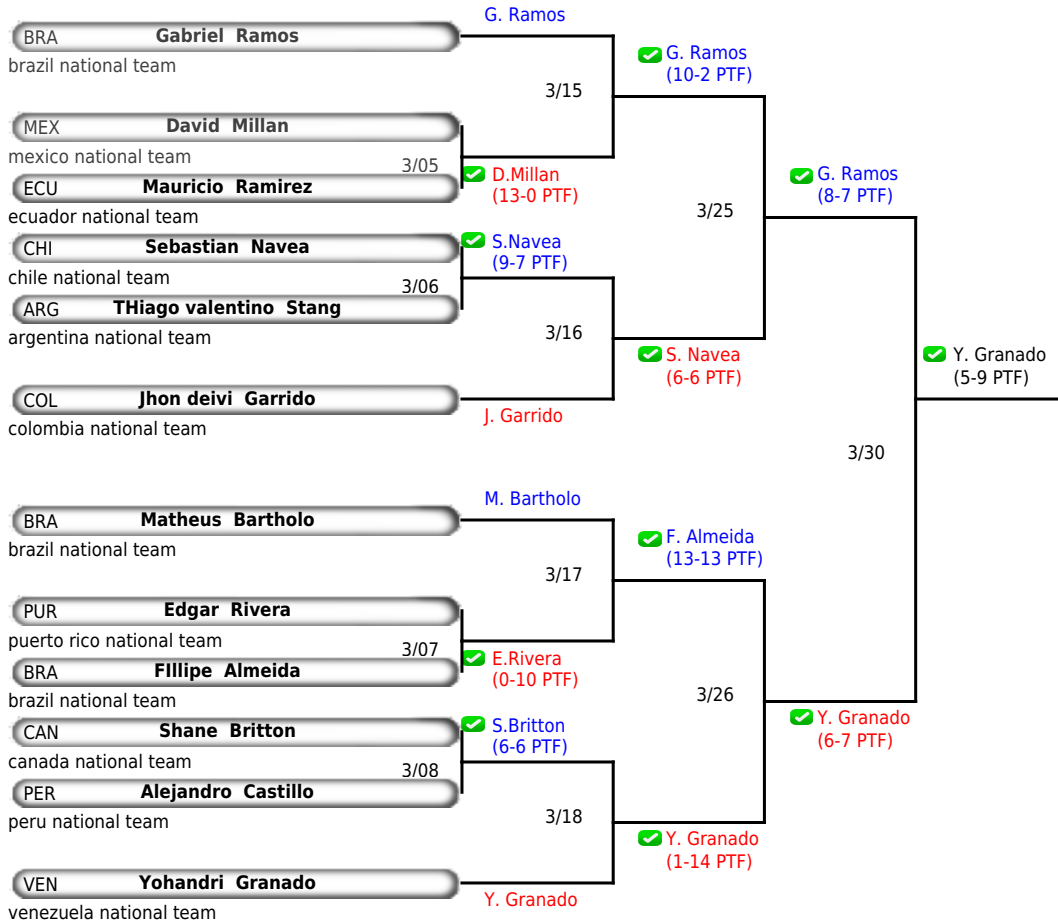 G. Ramos
BRA Gabriel Ramos
brazil national team
G. Ramos
(10-2 PTF)
3/15
MEX David Millan
mexico national team
3/05
D.Millan
(13-0 PTF)
ECU Mauricio Ramirez
ecuador national team
G. Ramos
(8-7 PTF)
3/25
CHI Sebastian Navea
chile national team
S.Navea
(9-7 PTF)
3/06
ARG THiago valentino Stang
argentina national team
3/16
S. Navea
(6-6 PTF)
Y. Granado
(5-9 PTF)
COL Jhon deivi Garrido
colombia national team
J. Garrido
3/30
M. Bartholo
BRA Matheus Bartholo
brazil national team
F. Almeida
(13-13 PTF)
3/17
PUR Edgar Rivera
puerto rico national team
3/07
E.Rivera
(0-10 PTF)
BRA FIllipe Almeida
brazil national team
3/26
CAN Shane Britton
canada national team
S.Britton
(6-6 PTF)
Y. Granado
(6-7 PTF)
3/08
PER Alejandro Castillo
peru national team
3/18
Y. Granado
(1-14 PTF)
VEN Yohandri Granado
venezuela national team
Y. Granado